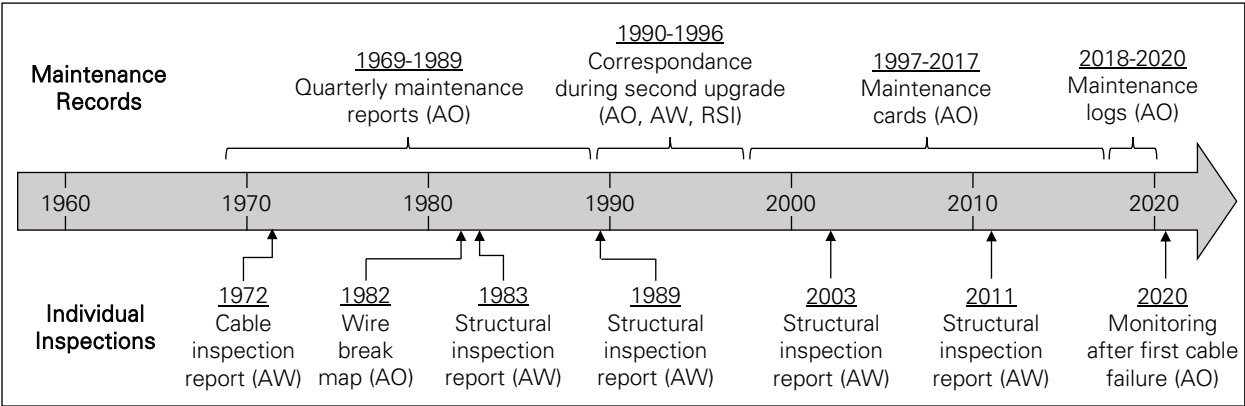 Maintenance
Records
1969-1989
Quarterly maintenance
reports (AO)
1990-1996
Correspondance
during second upgrade
(AO, AW, RSI)
1997-2017
Maintenance
cards (AO)
2018-2020
Maintenance
logs (AO)
1960
1970
1980
1990
2000
2010
2020
Individual
Inspections
1972
Cable
inspection
report (AW)
1982
Wire
break
map (AO)
1983
Structural
inspection
report (AW)
1989
Structural
inspection
report (AW)
2003
Structural
inspection
report (AW)
2011
Structural
inspection
report (AW)
2020
Monitoring
after first cable
failure (AO)